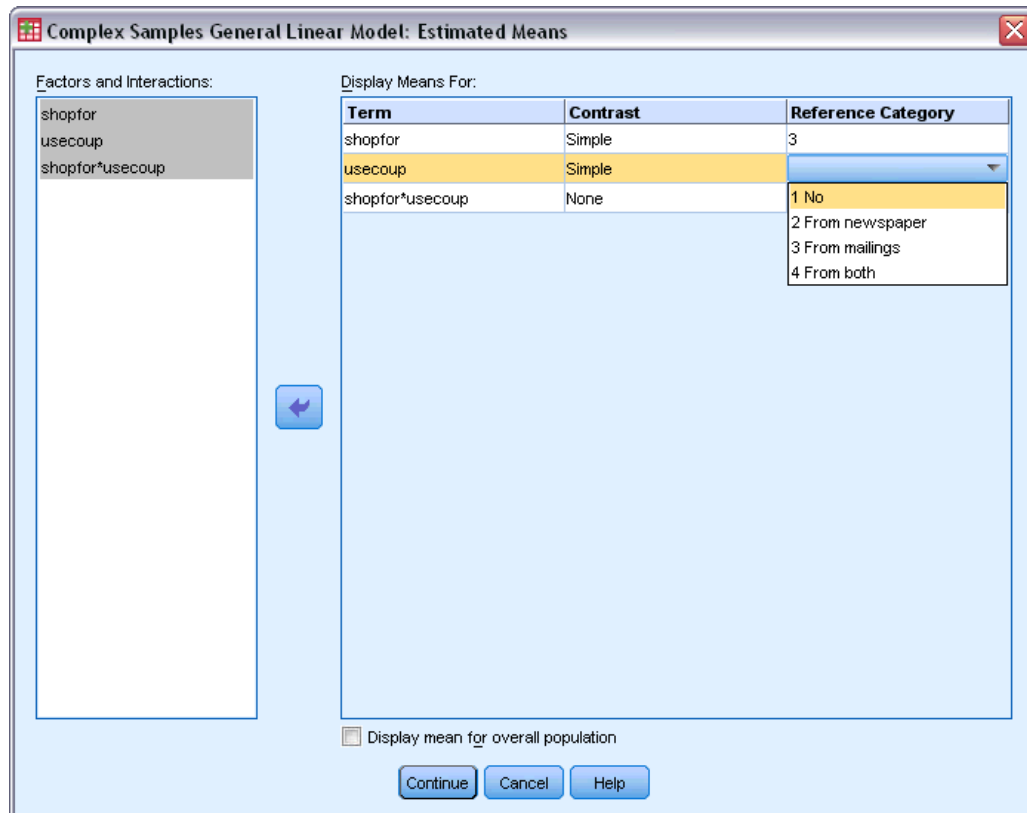 Complex Samples General Linear Model: Estimated Means
Factors and Interactions:
shopfor
usecoup
shopfor*usecoup
Display Means For:
Term Contrast Reference Category
shopfor Simple 3
usecoup Simple
shopfor*usecoup None
1 No
2 From newspaper
3 From mailings
4 From both
Display mean for overall population
Continue Cancel Help